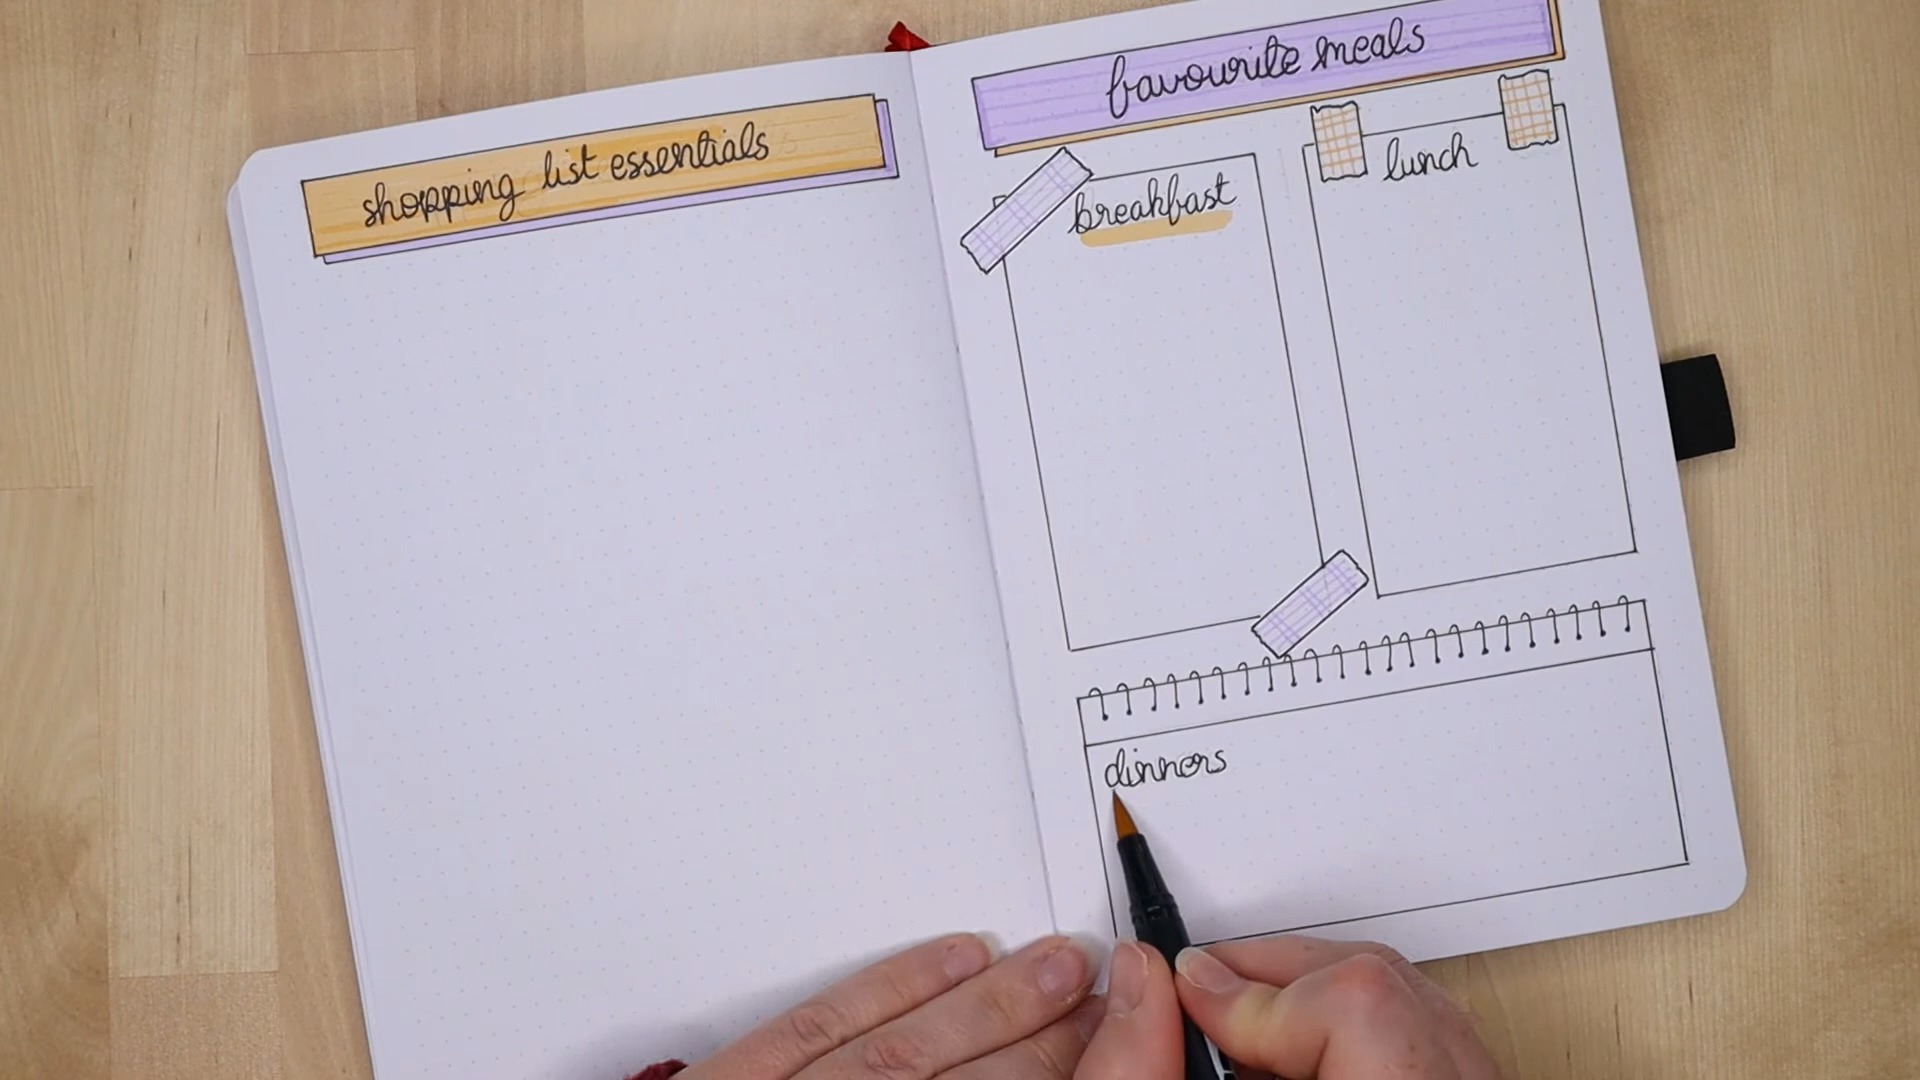 shopping list essentials
favourite meals
breakfast
lunch
dinners